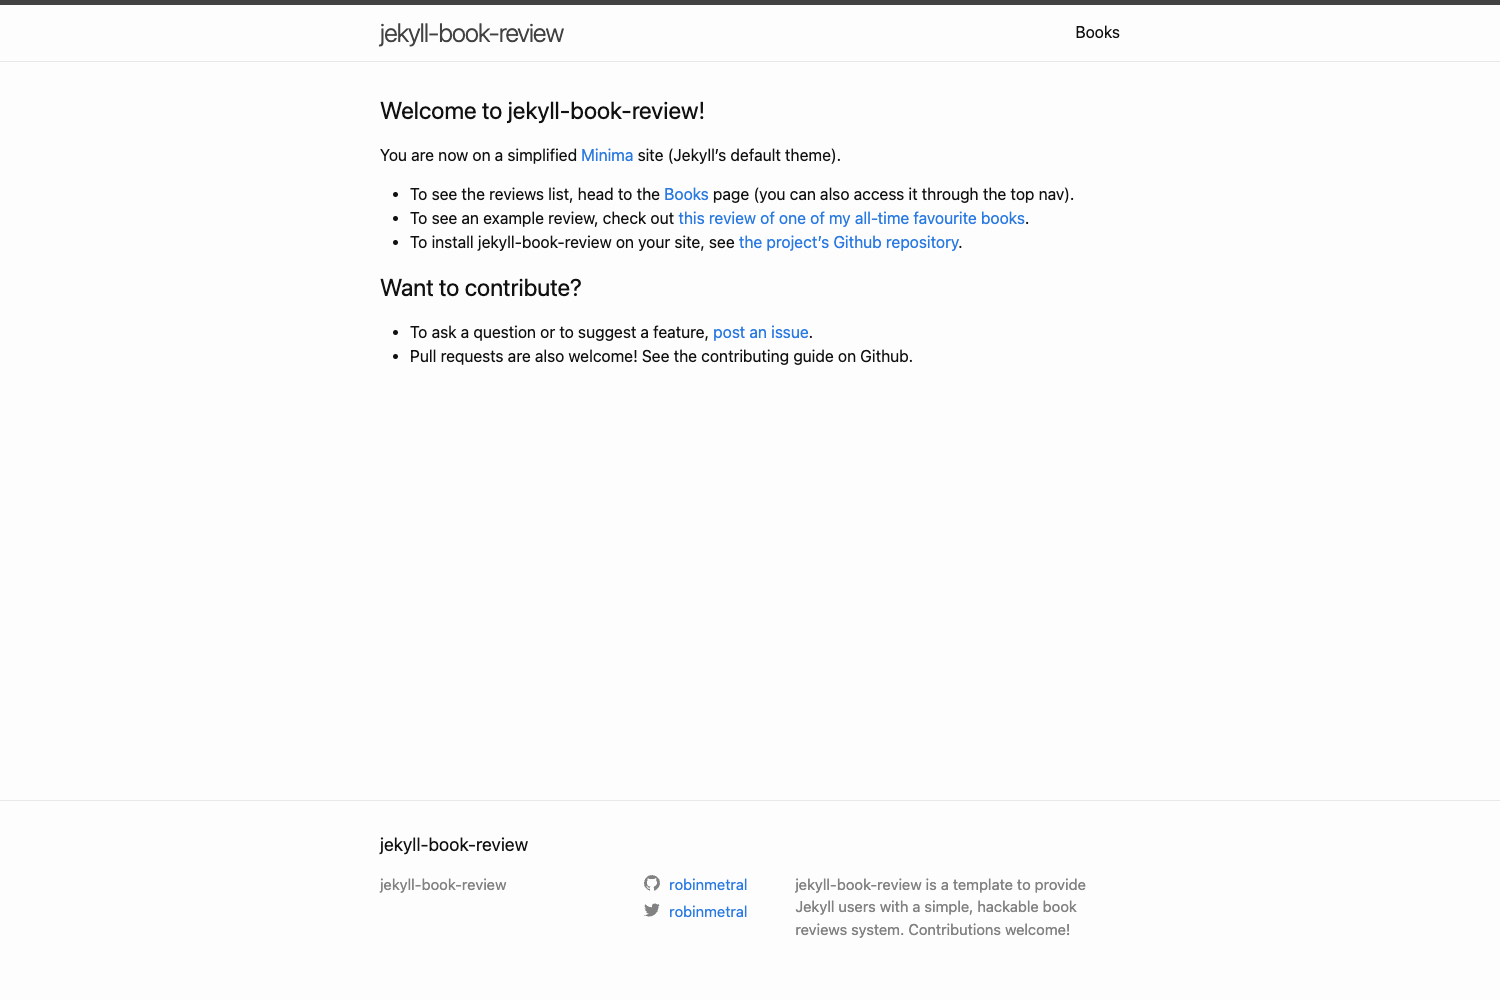 jekyll-book-review
Books
Welcome to jekyll-book-review!
You are now on a simplified Minima site (Jekyll’s default theme).
• To see the reviews list, head to the Books page (you can also access it through the top nav).
• To see an example review, check out this review of one of my all-time favourite books.
• To install jekyll-book-review on your site, see the project’s Github repository.
Want to contribute?
• To ask a question or to suggest a feature, post an issue.
• Pull requests are also welcome! See the contributing guide on Github.
jekyll-book-review
jekyll-book-review
robinmetral
robinmetral
jekyll-book-review is a template to provide
Jekyll users with a simple, hackable book
reviews system. Contributions welcome!